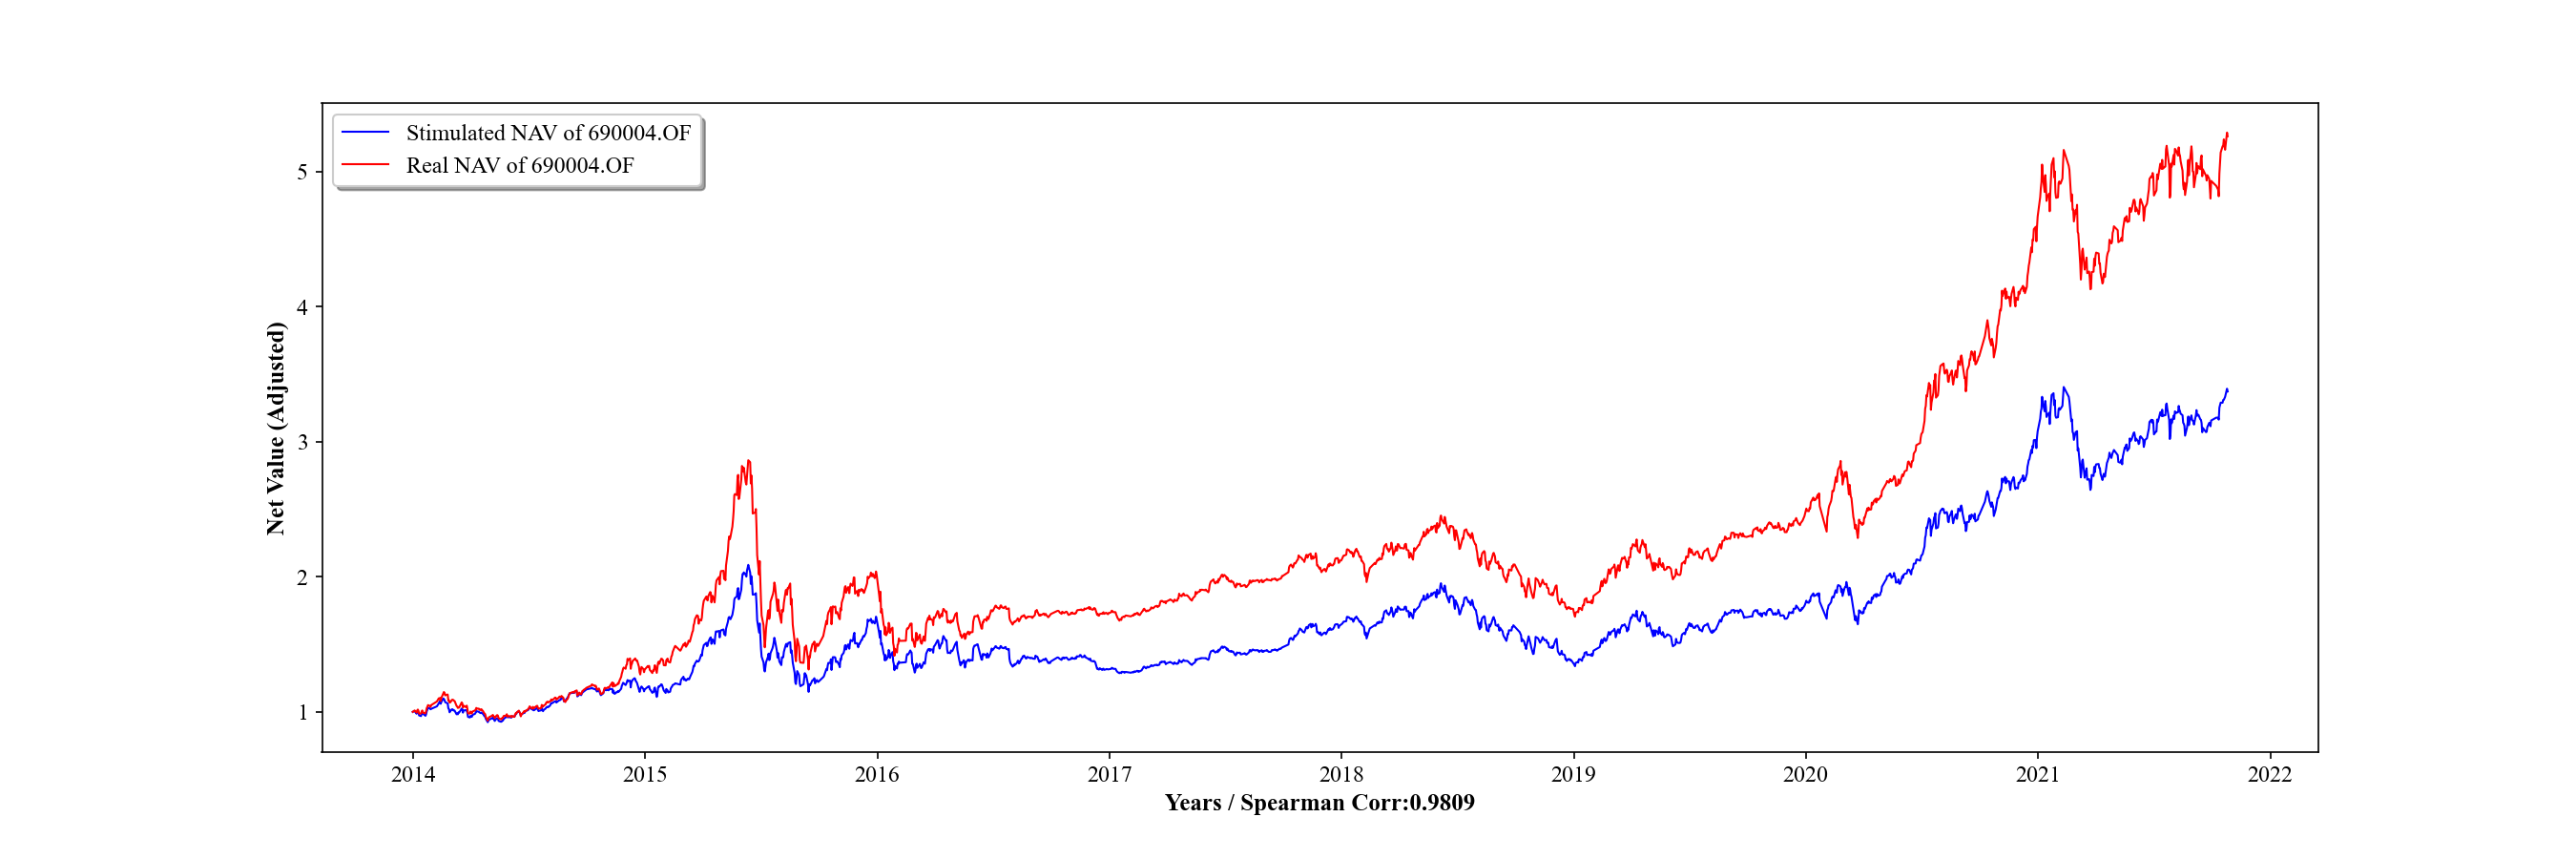 Stimulated NAV of 690004.OF
Real NAV of 690004.OF
5
4
3
2
1
Net Value (Adjusted)
2014 2015 2016 2017 2018 2019 2020 2021 2022
Years / Spearman Corr:0.9809